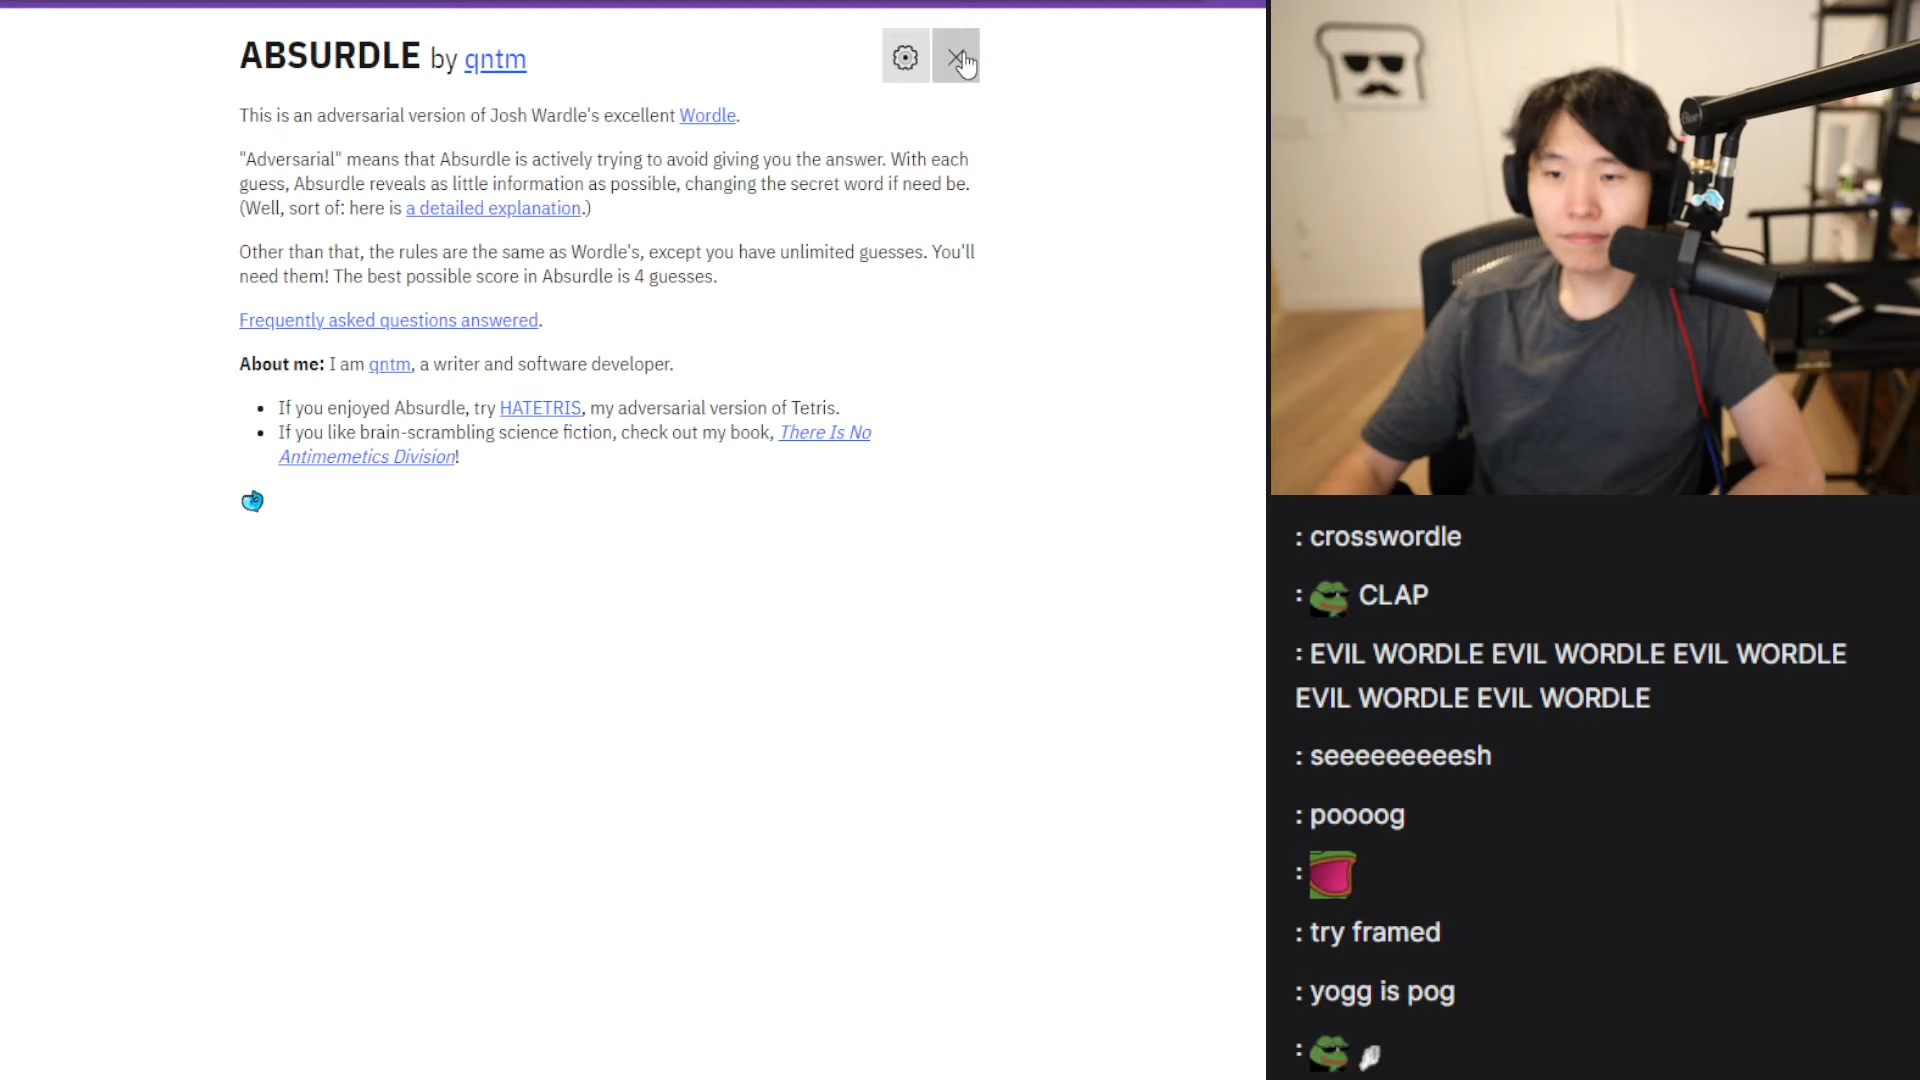 ABSURDLE by qntm
This is an adversarial version of Josh Wardle's excellent Wordle.
"Adversarial" means that Absurdle is actively trying to avoid giving you the answer. With each
guess, Absurdle reveals as little information as possible, changing the secret word if need be.
(Well, sort of: here is a detailed explanation.)
Other than that, the rules are the same as Wordle's, except you have unlimited guesses. You'll
need them! The best possible score in Absurdle is 4 guesses.
Frequently asked questions answered.
About me: I am qntm, a writer and software developer.
• If you enjoyed Absurdle, try HATETRIS, my adversarial version of Tetris.
• If you like brain-scrambling science fiction, check out my book, There Is No
Antimemetics Division!
: crosswordle
: CLAP
: EVIL WORDLE EVIL WORDLE EVIL WORDLE
EVIL WORDLE EVIL WORDLE
: seeeeeeeeesh
: poooog
:
: try framed
: yogg is pog
: